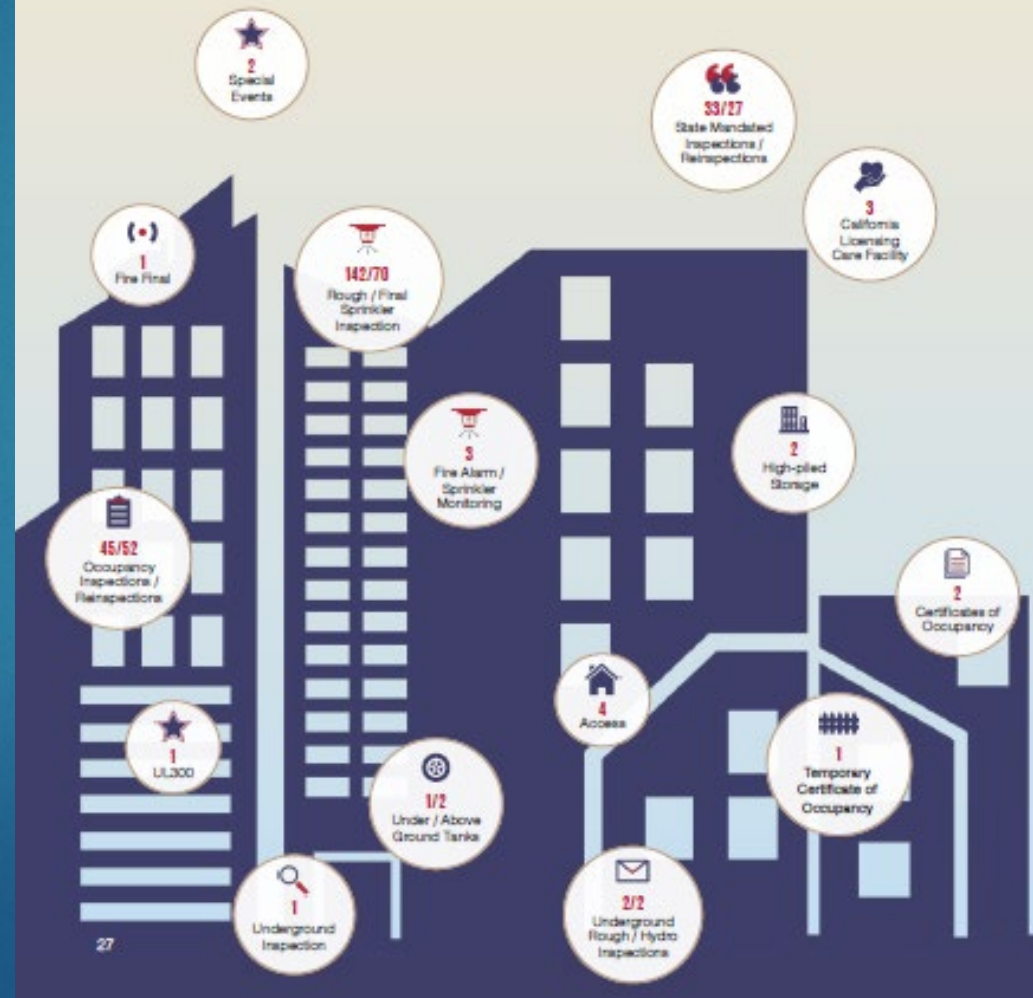 2
Special
Events
33/27
State Mandated
Inspections /
Reinspections
3
California
Licensing
Care Facility
1
Fire Final
142/70
Rough / Final
Sprinkler
Inspection
3
Fire Alarm /
Sprinkler
Monitoring
2
High-piled
Storage
45/52
Occupancy
Inspections /
Reinspections
2
Certificates of
Occupancy
4
Access
1
UL300
1
Temporary
Certificate of
Occupancy
1/2
Under / Above
Ground Tanks
1
Underground
Inspection
2/2
Underground
Rough / Hydro
Inspections
27